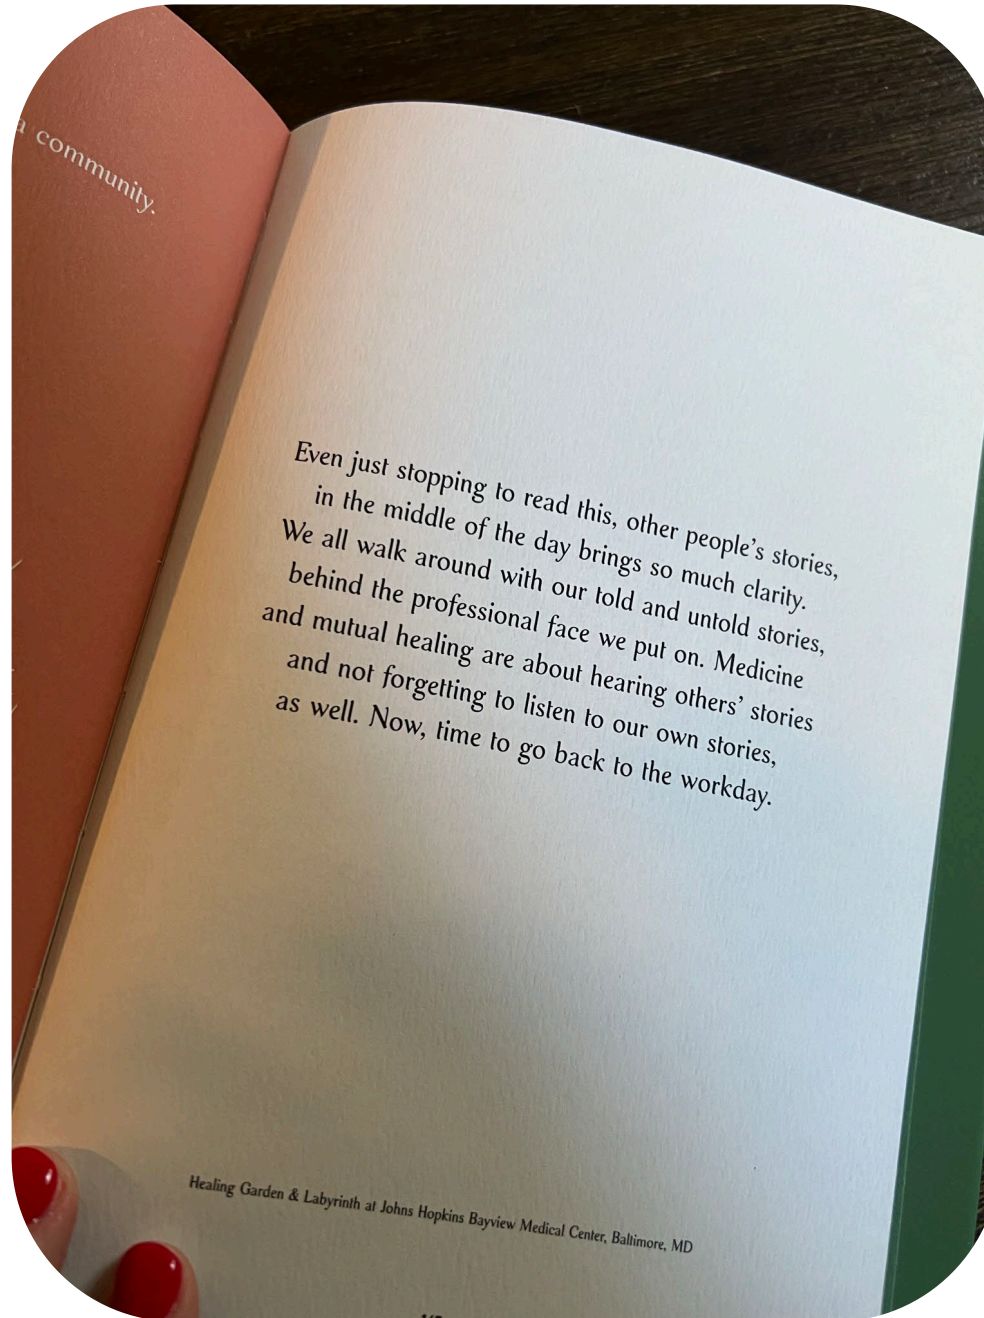 a community.
Even just stopping to read this, other people's stories,
in the middle of the day brings so much clarity.
We all walk around with our told and untold stories,
behind the professional face we put on. Medicine
and mutual healing are about hearing others' stories
and not forgetting to listen to our own stories,
as well. Now, time to go back to the workday.
Healing Garden & Labyrinth at Johns Hopkins Bayview Medical Center, Baltimore, MD